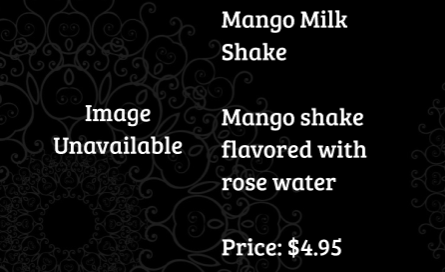 Mango Milk
Shake
Image
Unavailable
Mango shake
flavored with
rose water
Price: $4.95